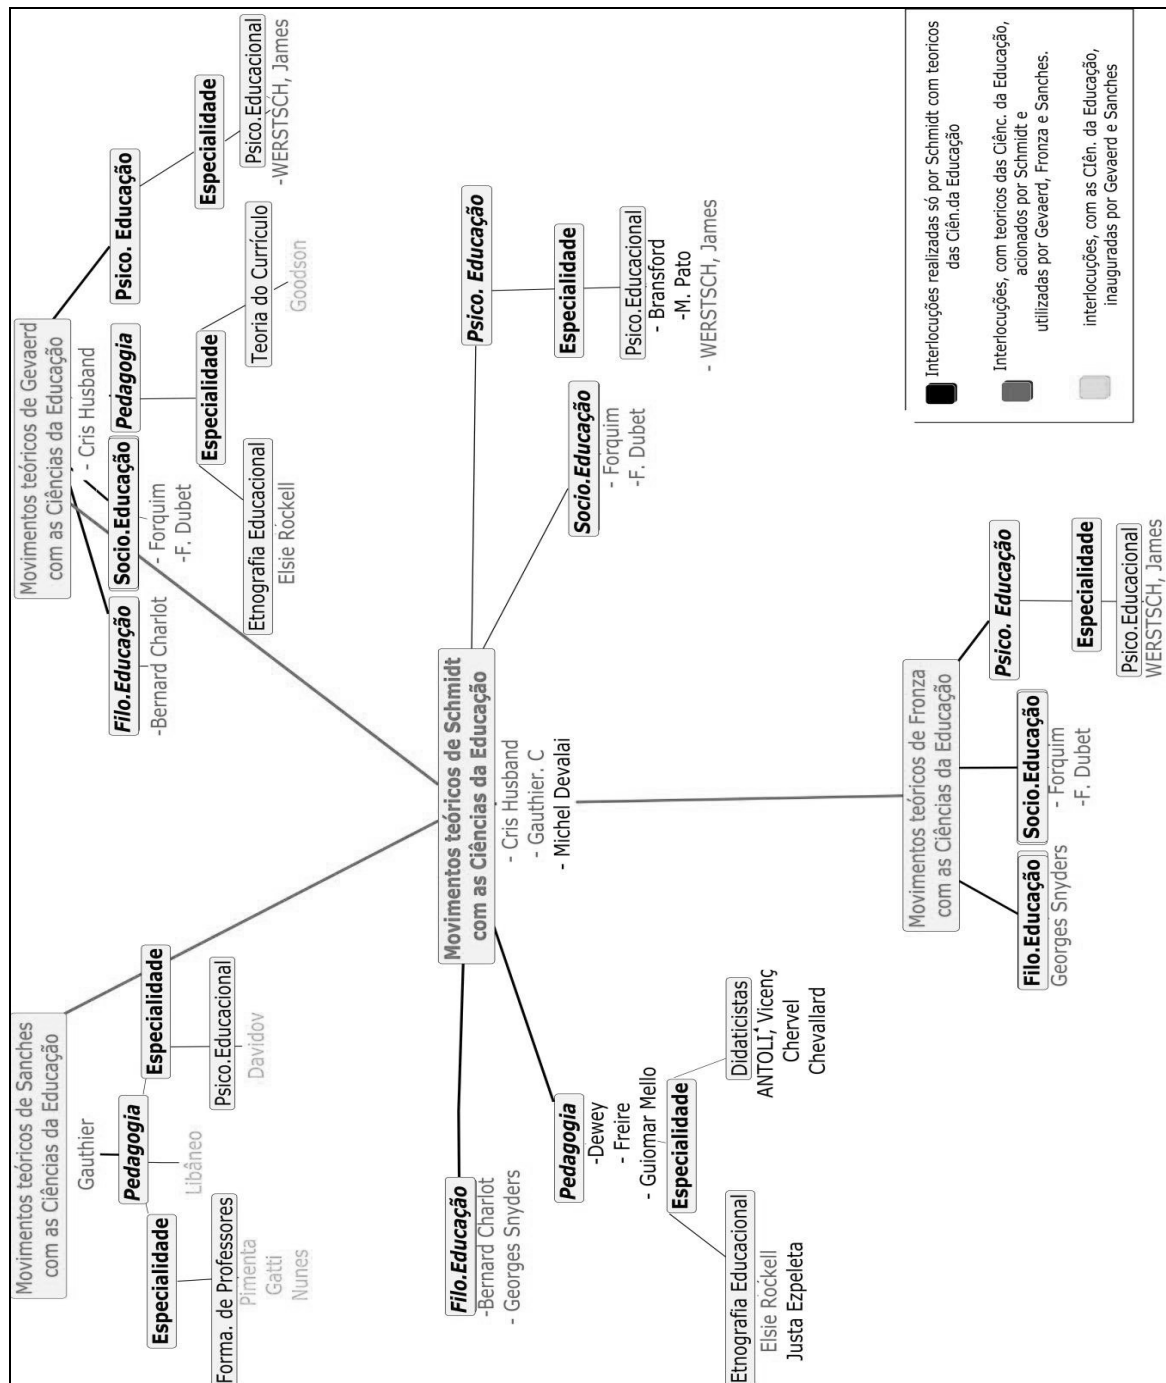 Movimentos teóricos de Sanches
com as Ciências da Educação
Gauthier
Pedagogia
Especialidade
Forma. de Professores
Pimenta
Gatti
Nunes
Libâneo
Especialidade
Psico.Educacional
Davidov
Movimentos teóricos de Gevaerd
com as Ciências da Educação
- Cris Husband
Filo.Educação
-Bernard Charlot
Socio.Educação
- Forquim
-F. Dubet
Pedagogia
Especialidade
Etnografia Educacional
Elsie Rockell
Teoria do Currículo
Goodson
Psico. Educação
Especialidade
Psico.Educacional
-WERSTSCH, James
Movimentos teóricos de Schmidt
com as Ciências da Educação
- Cris Husband
- Gauthier. C
- Michel Devalai
Filo.Educação
-Bernard Charlot
- Georges Snyders
Pedagogia
-Dewey
- Freire
- Guiomar Mello
Especialidade
Etnografia Educacional
Elsie Rockell
Justa Ezpeleta
Didaticistas
ANTOLI, Vicenç
Chervel
Chevallard
Socio.Educação
- Forquim
-F. Dubet
Psico. Educação
Especialidade
Psico.Educacional
- Bransford
-M. Pato
-WERSTSCH, James
Movimentos teóricos de Fronza
com as Ciências da Educação
Filo.Educação
Georges Snyders
Socio.Educação
- Forquim
-F. Dubet
Psico. Educação
Especialidade
Psico.Educacional
WERSTSCH, James
Interlocuções realizadas só por Schmidt com teoricos
das Ciên.da Educação
Interlocuções, com teoricos das Ciênc. da Educação,
acionados por Schmidt e
utilizadas por Gevaerd, Fronza e Sanches.
interlocuções, com as CIên. da Educação,
inauguradas por Gevaerd e Sanches